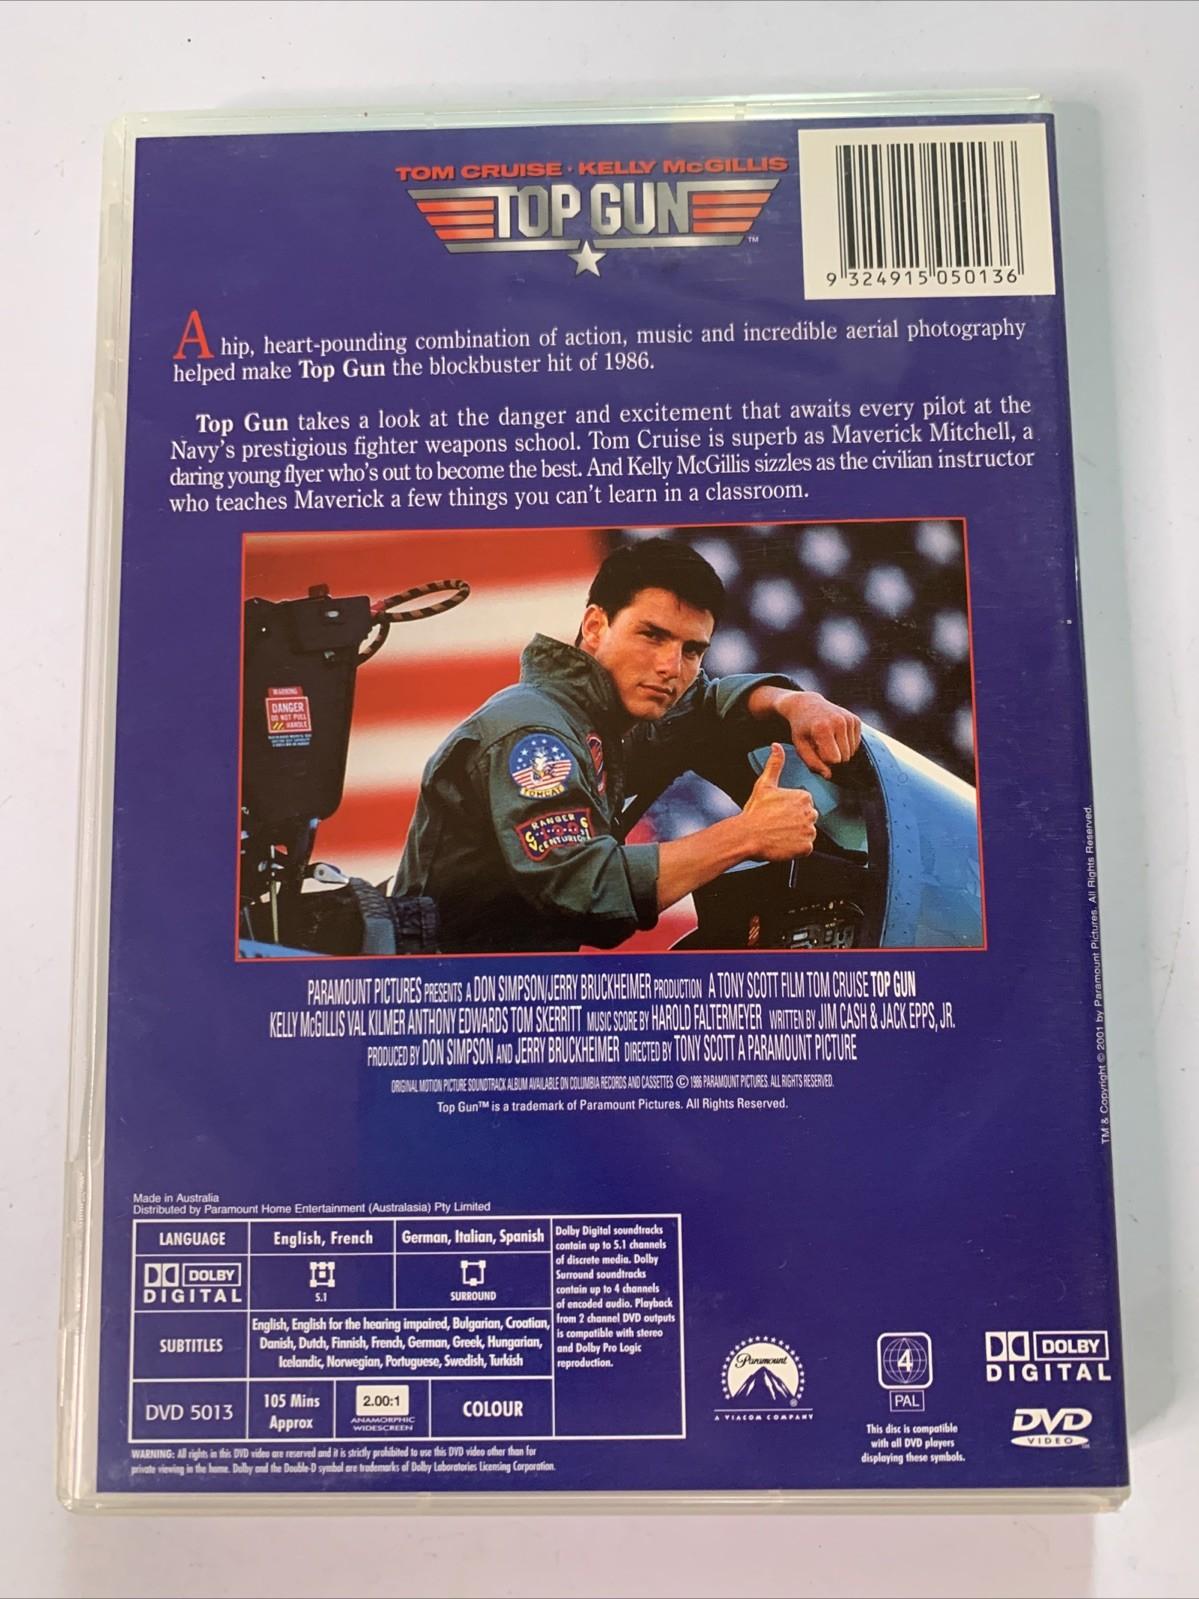 TOM CRUISE · KELLY McGILLIS
TOP GUN™
9 324915 050136
A hip, heart-pounding combination of action, music and incredible aerial photography
helped make Top Gun the blockbuster hit of 1986.
Top Gun takes a look at the danger and excitement that awaits every pilot at the
Navy's prestigious fighter weapons school. Tom Cruise is superb as Maverick Mitchell, a
daring young flyer who's out to become the best. And Kelly McGillis sizzles as the civilian instructor
who teaches Maverick a few things you can't learn in a classroom.
WARNING
DANGER
DO NOT PULL
HANDLE
TOMCAT
RANGER
CENTURION
PARAMOUNT PICTURES PRESENTS A DON SIMPSON/JERRY BRUCKHEIMER PRODUCTION A TONY SCOTT FILM TOM CRUISE TOP GUN
KELLY McGILLIS VAL KILMER ANTHONY EDWARDS TOM SKERRITT MUSIC SCORE BY HAROLD FALTERMEYER WRITTEN BY JIM CASH & JACK EPPS, JR.
PRODUCED BY DON SIMPSON AND JERRY BRUCKHEIMER DIRECTED BY TONY SCOTT A PARAMOUNT PICTURE
ORIGINAL MOTION PICTURE SOUNDTRACK ALBUM AVAILABLE ON COLUMBIA RECORDS AND CASSETTES © 1986 PARAMOUNT PICTURES. ALL RIGHTS RESERVED.
Top Gun™ is a trademark of Paramount Pictures. All Rights Reserved.
TM & Copyright © 2001 by Paramount Pictures. All Rights Reserved.
Made in Australia
Distributed by Paramount Home Entertainment (Australasia) Pty Limited
LANGUAGE English, French German, Italian, Spanish
DOLBY
DIGITAL
5.1
SURROUND
SUBTITLES
English, English for the hearing impaired, Bulgarian, Croatian,
Danish, Dutch, Finnish, French, German, Greek, Hungarian,
Icelandic, Norwegian, Portuguese, Swedish, Turkish
DVD 5013
105 Mins
Approx
2.00:1
ANAMORPHIC
WIDESCREEN
COLOUR
Dolby Digital soundtracks
contain up to 5.1 channels
of discrete media. Dolby
Surround soundtracks
contain up to 4 channels
of encoded audio. Playback
from 2 channel DVD outputs
is compatible with stereo
and Dolby Pro Logic
reproduction.
WARNING: All rights in this DVD video are reserved and it is strictly prohibited to use this DVD video other than for
private viewing in the home. Dolby and the Double-D symbol are trademarks of Dolby Laboratories Licensing Corporation.
Paramount
A VIACOM COMPANY
4
PAL
This disc is compatible
with all DVD players
displaying these symbols.
DOLBY
DIGITAL
DVD
VIDEO